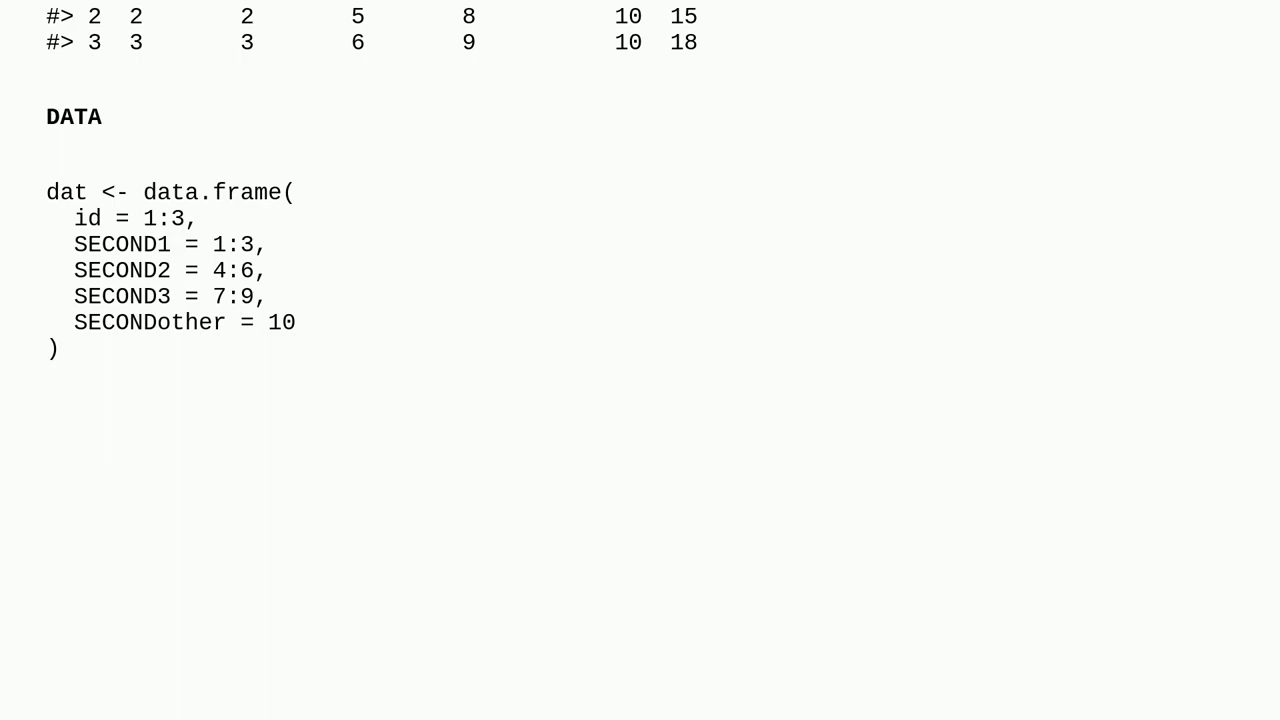 #> 2  2       2       5       8          10  15
#> 3  3       3       6       9          10  18
DATA
dat <- data.frame(
  id = 1:3,
  SECOND1 = 1:3,
  SECOND2 = 4:6,
  SECOND3 = 7:9,
  SECONDother = 10
)